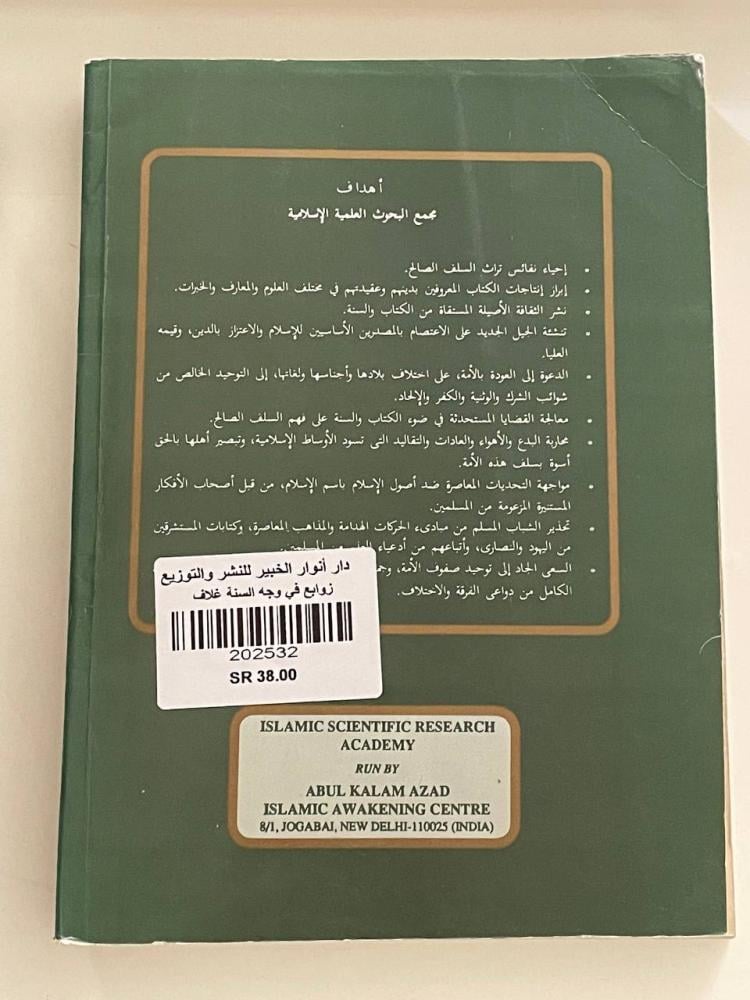 أهداف
مجمع البحوث العلمية الإسلامية
• إحياء نفائس تراث السلف الصالح.
• إبراز إنتاجات الكتاب المعروفين بدينهم وعقيدتهم في مختلف العلوم والمعارف والخبرات.
• نشر الثقافة الأصيلة المستقاة من الكتاب والسنة.
• تنشئة الجيل الجديد على الاعتصام بالمصدرين الأساسيين للإسلام والاعتزاز بالدين، وقيمه
العليا.
• الدعوة إلى العودة بالأمة، على اختلاف بلادها وأجناسها ولغاتها، إلى التوحيد الخالص من
شوائب الشرك والوثنية والكفر والإلحاد.
• معالجة القضايا المستحدثة في ضوء الكتاب والسنة على فهم السلف الصالح.
• محاربة البدع والأهواء والعادات والتقاليد التى تسود الأوساط الإسلامية، وتبصير أهلها بالحق
أسوة بسلف هذه الأمة.
• مواجهة التحديات المعاصرة ضد أصول الإسلام باسم الإسلام، من قبل أصحاب الأفكار
المستنيرة المزعومة من المسلمين.
• تحذير الشباب المسلم من مبادىء الحركات الهدامة والمذاهب المعاصرة، وكتابات المستشرقين
من اليهود والنصارى، وأتباعهم من أدعياء المسلمين.
• السعى الجاد إلى توحيد صفوف الأمة،
الكامل من دواعى الفرقة والاختلاف.
دار أنوار الخبير للنشر والتوزيع
زوابع في وجه السنة غلاف
202532
SR 38.00
ISLAMIC SCIENTIFIC RESEARCH
ACADEMY
RUN BY
ABUL KALAM AZAD
ISLAMIC AWAKENING CENTRE
8/1, JOGABAI, NEW DELHI-110025 (INDIA)